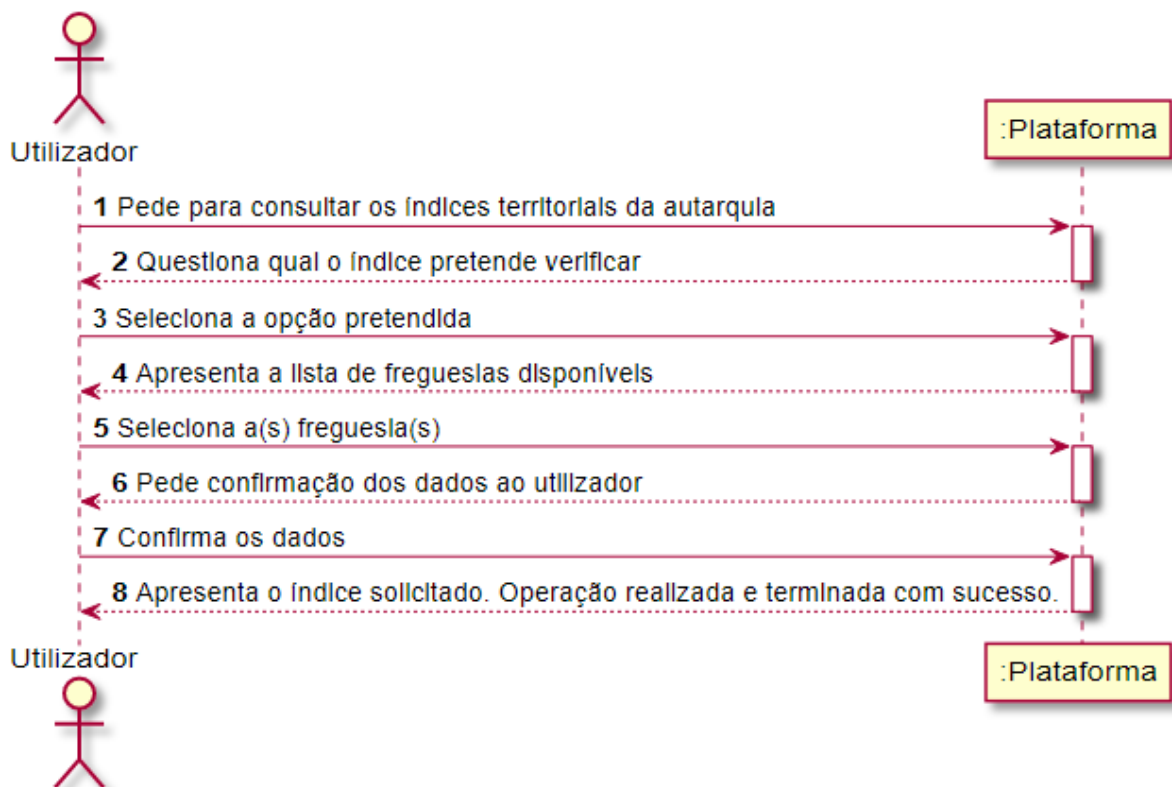 Utilizador
:Plataforma
1 Pede para consultar os índices territoriais da autarquia
2 Questiona qual o índice pretende verificar
3 Seleciona a opção pretendida
4 Apresenta a lista de freguesias disponíveis
5 Seleciona a(s) freguesia(s)
6 Pede confirmação dos dados ao utilizador
7 Confirma os dados
8 Apresenta o índice solicitado. Operação realizada e terminada com sucesso.
Utilizador
:Plataforma